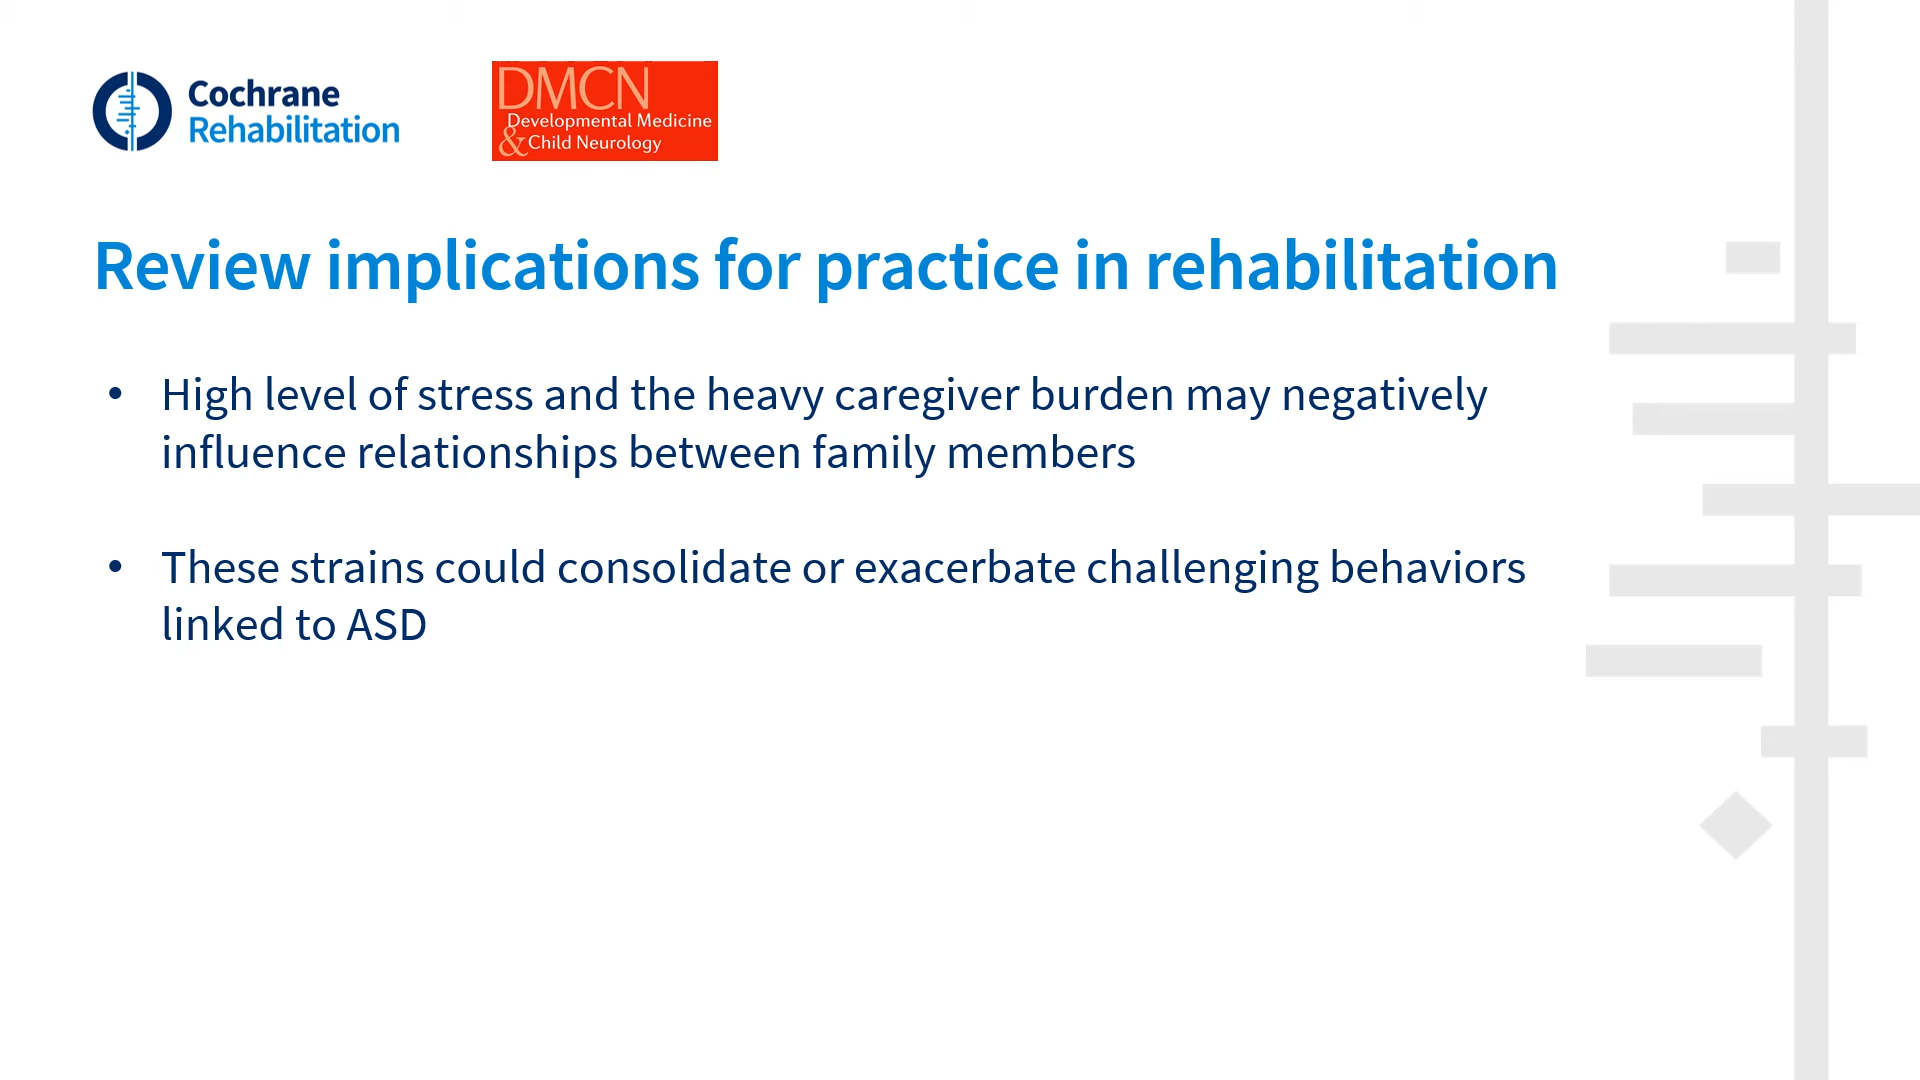 Cochrane
Rehabilitation
DMCN
Developmental Medicine
& Child Neurology
Review implications for practice in rehabilitation
• High level of stress and the heavy caregiver burden may negatively
influence relationships between family members
• These strains could consolidate or exacerbate challenging behaviors
linked to ASD